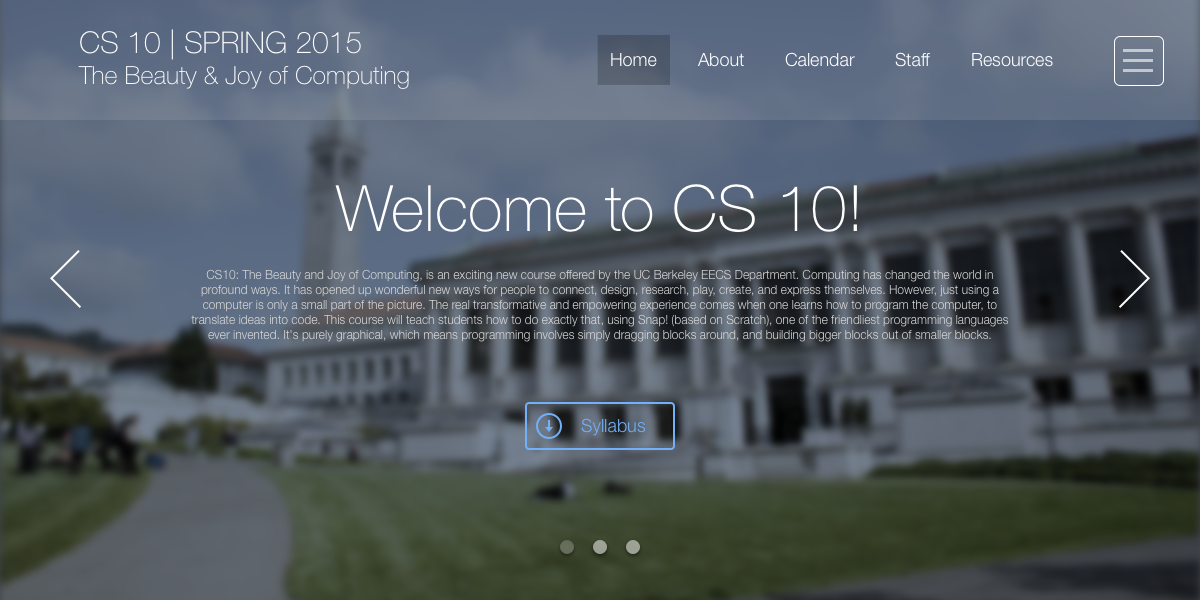 CS 10 | SPRING 2015
The Beauty & Joy of Computing
Home About Calendar Staff Resources
Welcome to CS 10!
CS10: The Beauty and Joy of Computing, is an exciting new course offered by the UC Berkeley EECS Department. Computing has changed the world in
profound ways. It has opened up wonderful new ways for people to connect, design, research, play, create, and express themselves. However, just using a
computer is only a small part of the picture. The real transformative and empowering experience comes when one learns how to program the computer, to
translate ideas into code. This course will teach students how to do exactly that, using Snap! (based on Scratch), one of the friendliest programming languages
ever invented. It's purely graphical, which means programming involves simply dragging blocks around, and building bigger blocks out of smaller blocks.
Syllabus